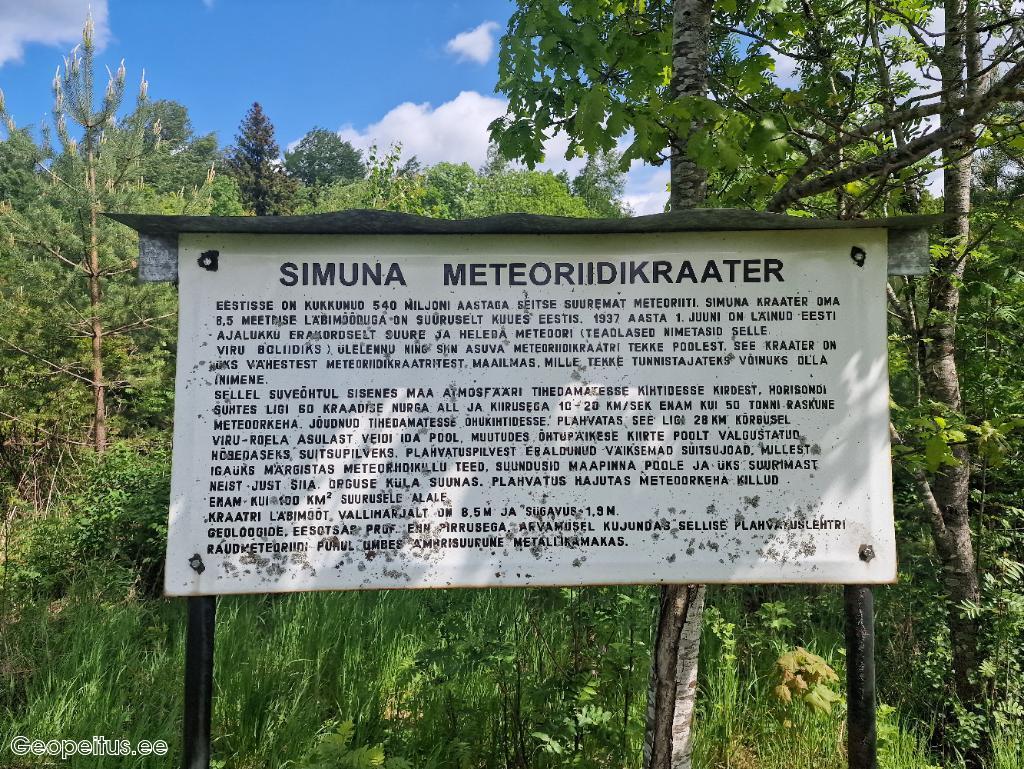 SIMUNA METEORIIDIKRAATER
EESTISSE ON KUKKUNUD 540 MILJONI AASTAGA SEITSE SUUREMAT METEORIITI. SIMUNA KRAATER OMA
8,5 MEETRISE LÄBIMÕÕDUGA ON SUURUSELT KUUES EESTIS. 1937 AASTA 1. JUUNI ON LÄINUD EESTI
AJALUKKU ERAKORDSELT SUURE JA HELEDA METEOORI (TEADLASED NIMETASID SELLE
VIRU BOLIIDIKS) ÜLELENNU NING SIIN ASUVA METEORIIDIKRAATRI TEKKE POOLEST. SEE KRAATER ON
ÜKS VÄHESTEST METEORIIDIKRAATRITEST MAAILMAS, MILLE TEKKE TUNNISTAJATEKS VÕINUKS OLLA
INIMENE.
SELLEL SUVEÕHTUL SISENES MAA ATMOSFÄÄRI TIHEDAMATESSE KIHTIDESSE KIRDEST, HORISONDI
SUHTES LIGI 60 KRAADISE NURGA ALL JA KIIRUSEGA 10-20 KM/SEK ENAM KUI 50 TONNI RASKUNE
METEOORKEHA. JÕUDNUD TIHEDAMATESSE ÕHUKIHTIDESSE, PLAHVATAS SEE LIGI 28 KM KÕRGUSEL
VIRU-ROELA ASULAST VEIDI IDA POOL, MUUTUDES ÕHTUPÄIKESE KIIRTE POOLT VALGUSTATUD
HÕBEDASEKS SUITSUPILVEKS. PLAHVATUSPILVEST ERALDUNUD VÄIKSEMAD SUITSUJOAD, MILLEST
IGAÜKS MÄRGISTAS METEORIIDIKILLU TEED, SUUNDUSID MAAPINNA POOLE JA ÜKS SUURIMAST
NEIST JUST SIIA, ORGUSE KÜLA SUUNAS. PLAHVATUS HAJUTAS METEOORKEHA KILLUD
ENAM KUI 100 KM² SUURUSELE ALALE.
KRAATRI LÄBIMÕÕT VALLIHARJALT ON 8,5 M JA SÜGAVUS 1,9 M.
GEOLOOGIDE, EESOTSAS PROF. ENN PIRRUSEGA, ARVAMUSEL KUJUNDAS SELLISE PLAHVATUSLEHTRI
RAUDMETEORIIDI PUHUL UMBES ÄMBRISUURUNE METALLIKAMAKAS.
Geopeitus.ee